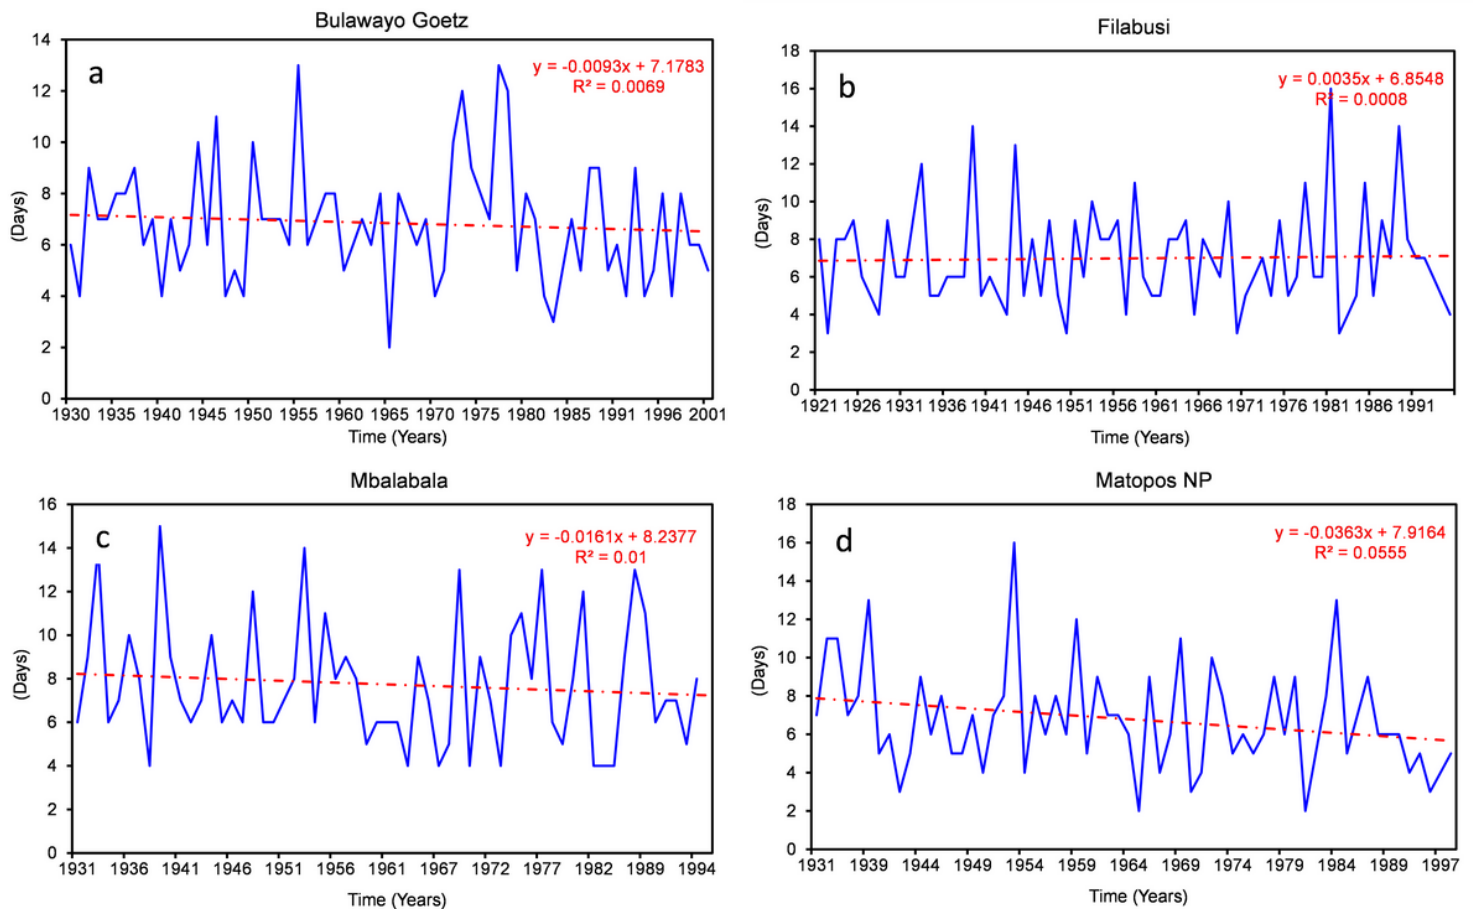 Bulawayo Goetz
a
y = -0.0093x + 7.1783
R² = 0.0069
14
12
10
8
6
4
2
0
(Days)
1930 1935 1940 1945 1950 1955 1960 1965 1970 1975 1980 1985 1991 1996 2001
Time (Years)
Filabusi
b
y = 0.0035x + 6.8548
R² = 0.0008
18
16
14
12
10
8
6
4
2
0
(Days)
1921 1926 1931 1936 1941 1946 1951 1956 1961 1966 1971 1976 1981 1986 1991
Time (Years)
Mbalabala
c
y = -0.0161x + 8.2377
R² = 0.01
16
14
12
10
8
6
4
2
0
(Days)
1931 1936 1941 1946 1951 1956 1961 1967 1972 1977 1982 1989 1994
Time (Years)
Matopos NP
d
y = -0.0363x + 7.9164
R² = 0.0555
18
16
14
12
10
8
6
4
2
0
(Days)
1931 1939 1944 1949 1954 1959 1964 1969 1974 1979 1984 1989 1997
Time (Years)